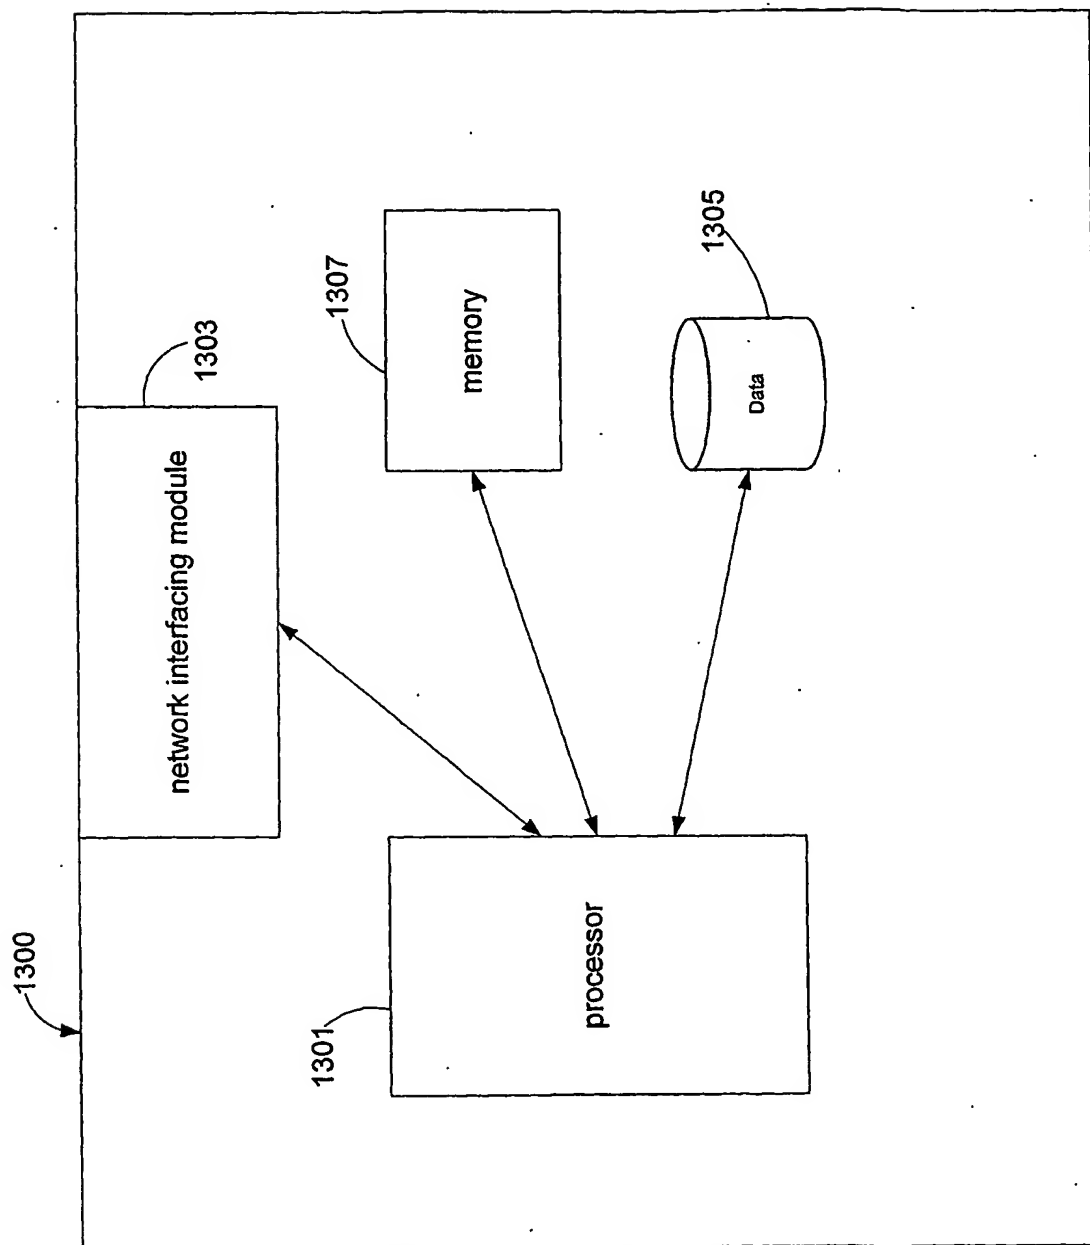 1300
1303
network interfacing module
1307
memory
1301
processor
1305
Data